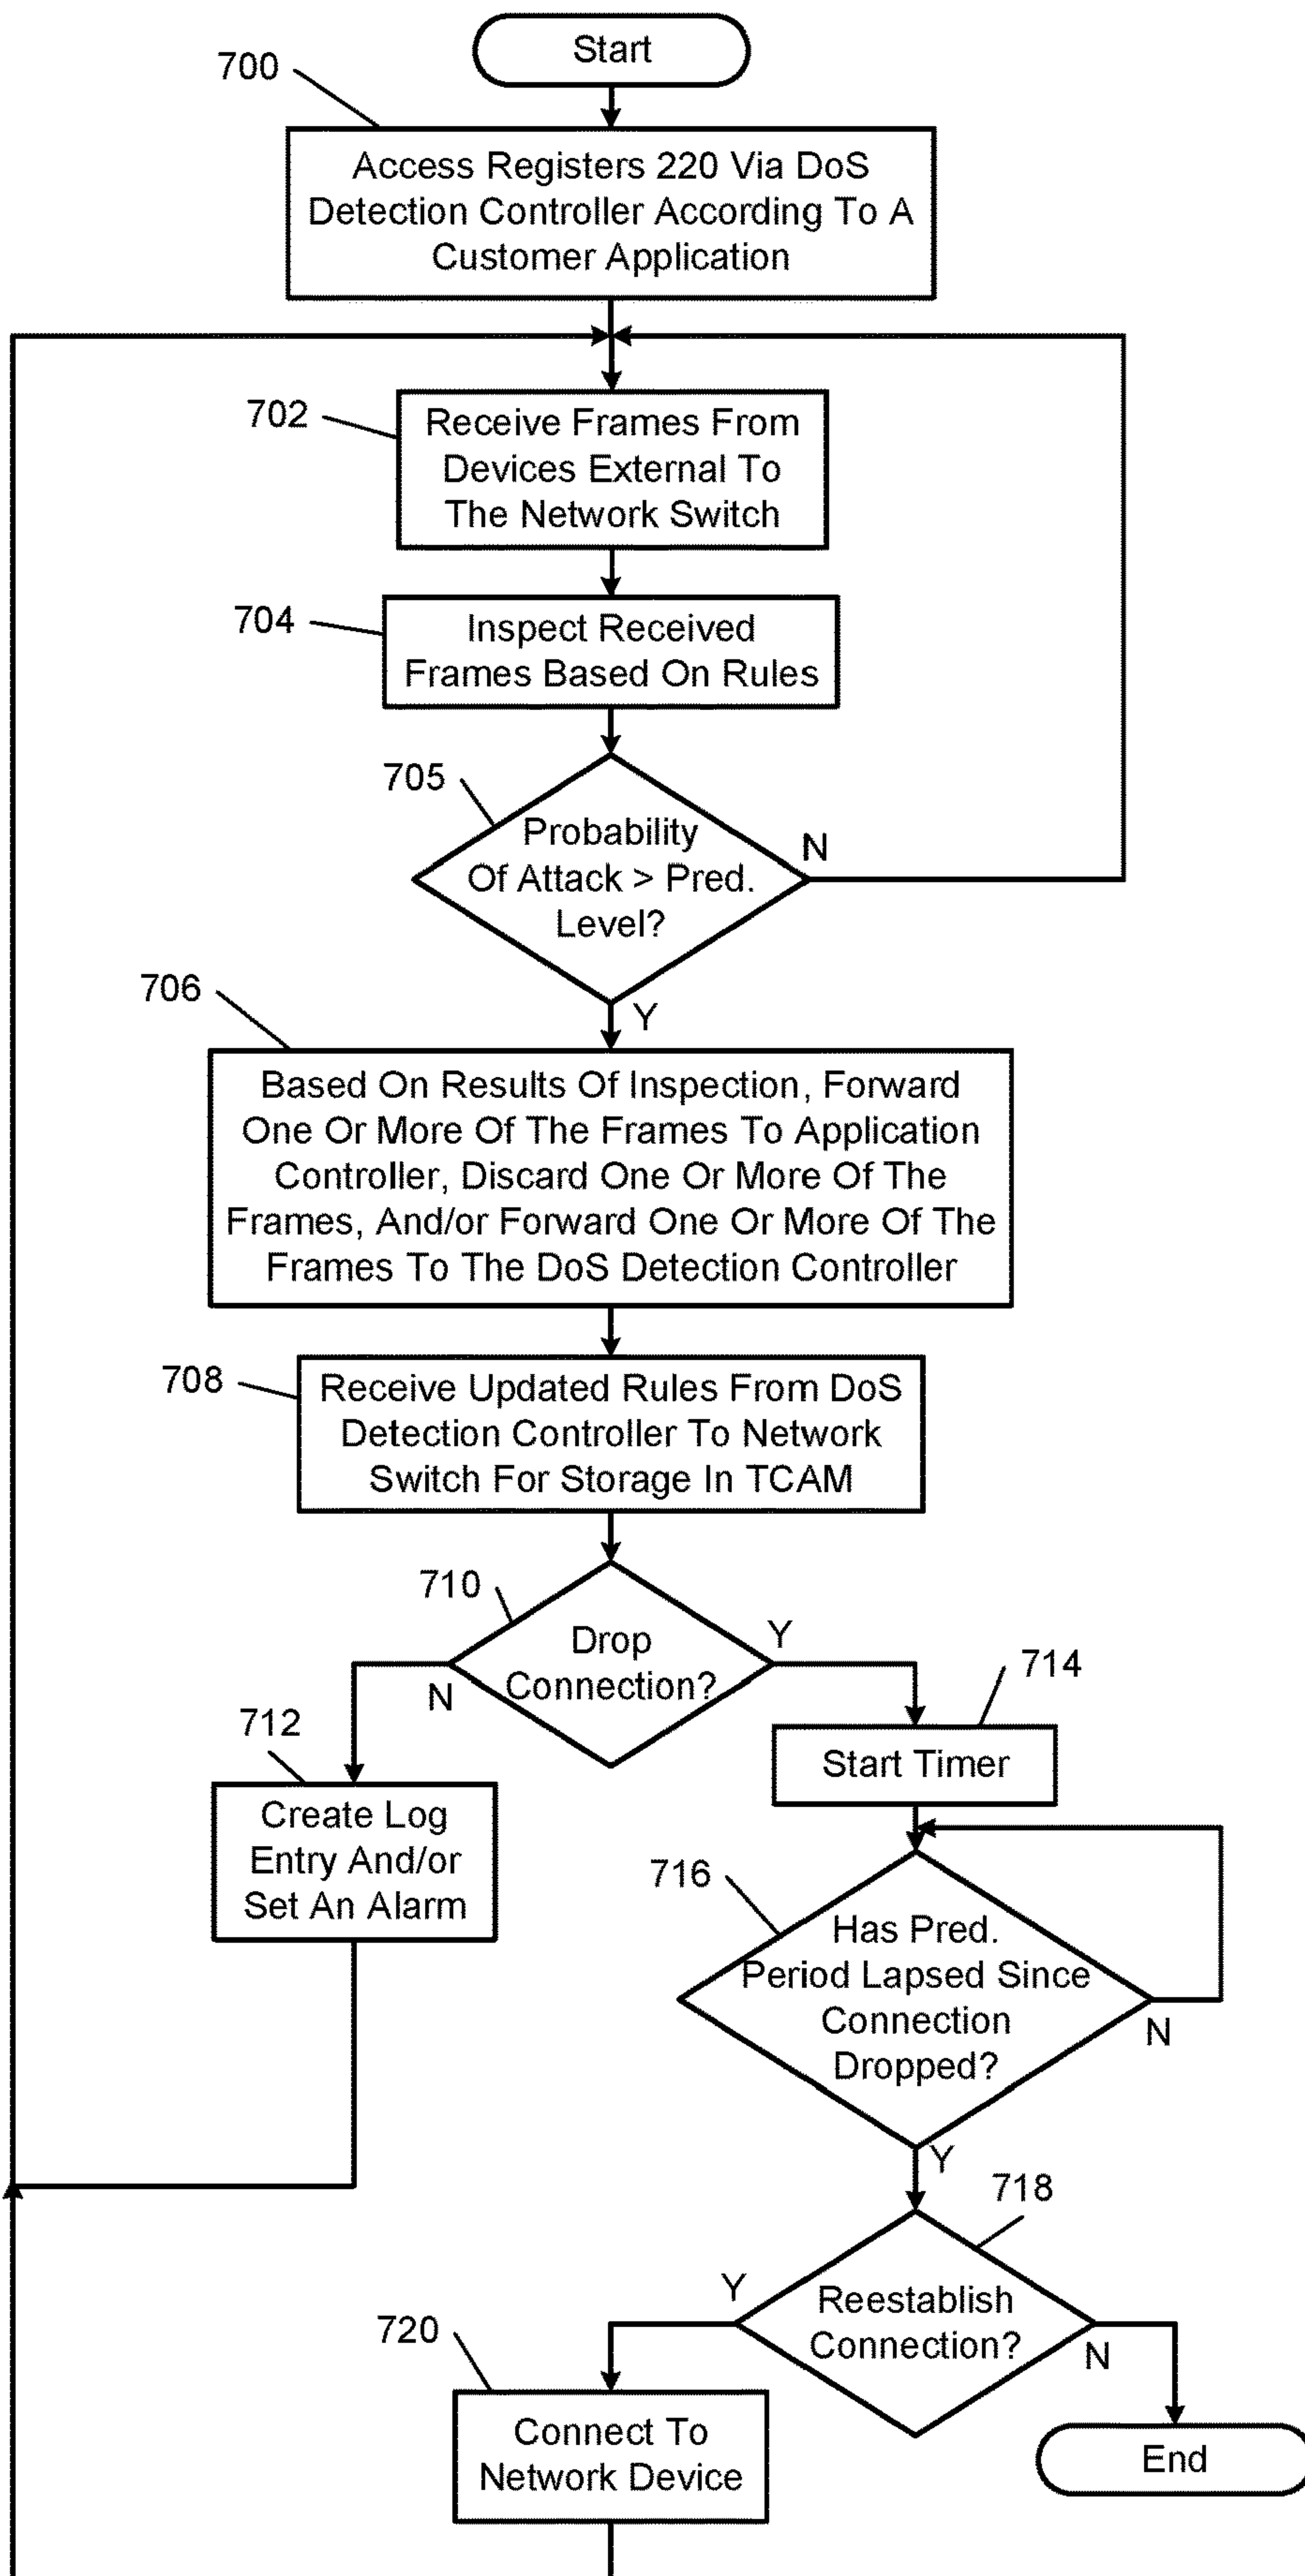 Start
700
Access Registers 220 Via DoS
Detection Controller According To A
Customer Application
702
Receive Frames From
Devices External To
The Network Switch
704
Inspect Received
Frames Based On Rules
705
Probability
Of Attack > Pred.
Level?
N
Y
706
Based On Results Of Inspection, Forward
One Or More Of The Frames To Application
Controller, Discard One Or More Of The
Frames, And/or Forward One Or More Of The
Frames To The DoS Detection Controller
708
Receive Updated Rules From DoS
Detection Controller To Network
Switch For Storage In TCAM
710
Drop
Connection?
Y
N
712
Create Log
Entry And/or
Set An Alarm
714
Start Timer
716
Has Pred.
Period Lapsed Since
Connection
Dropped?
N
Y
718
Reestablish
Connection?
Y
N
720
Connect To
Network Device
End